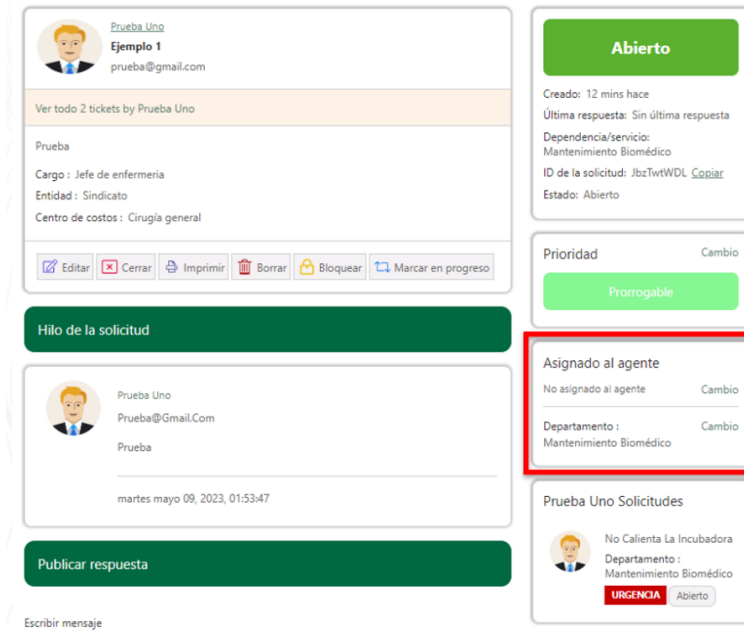 Prueba Uno
Ejemplo 1
prueba@gmail.com
Ver todo 2 tickets by Prueba Uno
Prueba
Cargo : Jefe de enfermeria
Entidad : Sindicato
Centro de costos : Cirugía general
Editar Cerrar Imprimir Borrar Bloquear Marcar en progreso
Hilo de la solicitud
Prueba Uno
Prueba@Gmail.Com
Prueba
martes mayo 09, 2023, 01:53:47
Publicar respuesta
Escribir mensaje
Abierto
Creado: 12 mins hace
Última respuesta: Sin última respuesta
Dependencia/servicio:
Mantenimiento Biomédico
ID de la solicitud: JbzTwtWDL Copiar
Estado: Abierto
Prioridad Cambio
Prorrogable
Asignado al agente
No asignado al agente Cambio
Departamento : Cambio
Mantenimiento Biomédico
Prueba Uno Solicitudes
No Calienta La Incubadora
Departamento :
Mantenimiento Biomédico
URGENCIA Abierto